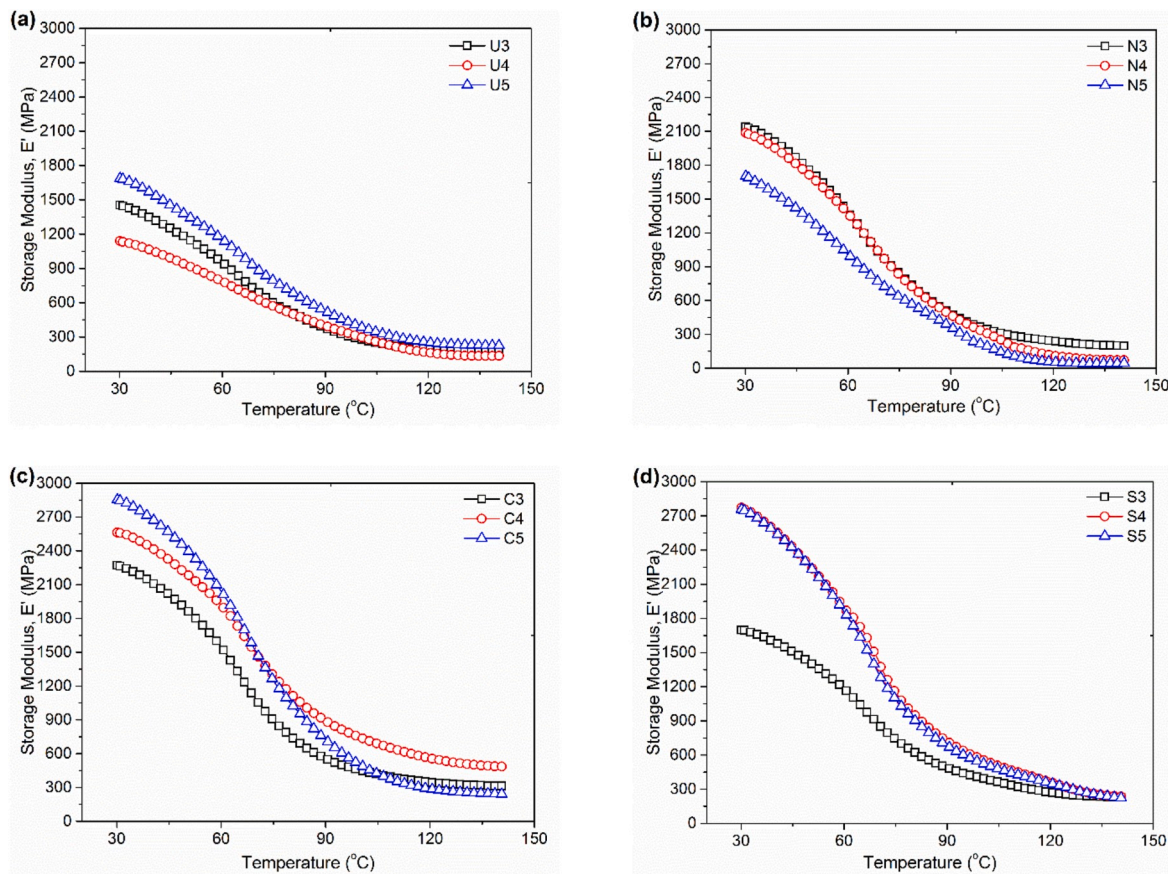 (a)
3000
2700
2400
2100
1800
1500
1200
900
600
300
0
Storage Modulus, E' (MPa)
U3
U4
U5
30 60 90 120 150
Temperature (°C)
(b)
3000
2700
2400
2100
1800
1500
1200
900
600
300
0
Storage Modulus, E' (MPa)
N3
N4
N5
30 60 90 120 150
Temperature (°C)
(c)
3000
2700
2400
2100
1800
1500
1200
900
600
300
0
Storage Modulus, E' (MPa)
C3
C4
C5
30 60 90 120 150
Temperature (°C)
(d)
3000
2700
2400
2100
1800
1500
1200
900
600
300
0
Storage Modulus, E' (MPa)
S3
S4
S5
30 60 90 120 150
Temperature (°C)